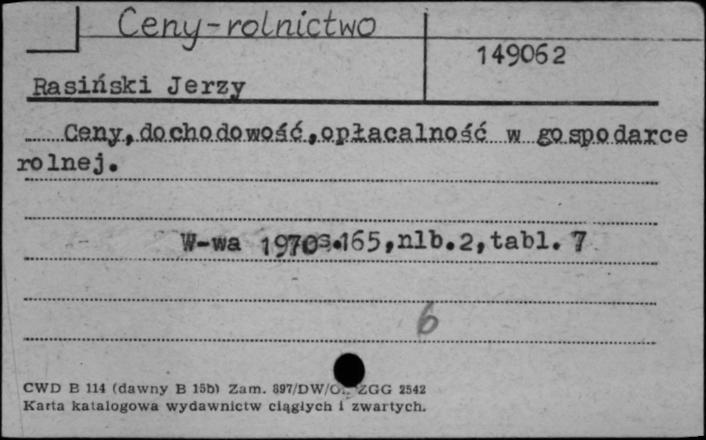 Ceny-rolnictwo
149062
Rasiński Jerzy
Ceny,dochodowość,opłacalność w gospodarce
rolnej.
W-wa 1970s.165,nlb.2,tabl. 7
6
CWD B 114 (dawny B 15b) Zam. 897/DW/ ZGG 2542
Karta katalogowa wydawnictw ciągłych i zwartych.